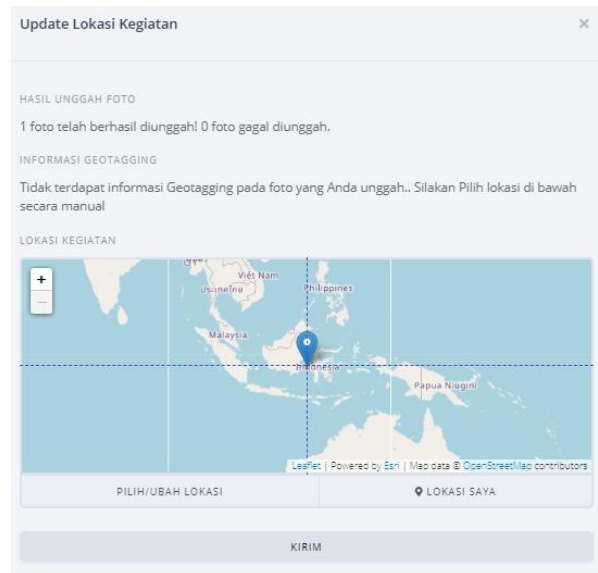 Update Lokasi Kegiatan
×
HASIL UNGGAH FOTO
1 foto telah berhasil diunggah! 0 foto gagal diunggah.
INFORMASI GEOTAGGING
Tidak terdapat informasi Geotagging pada foto yang Anda unggah.. Silakan Pilih lokasi di bawah
secara manual
LOKASI KEGIATAN
+
−
Việt Nam
Philippines
Malaysia
Indonesia
Papua Niugini
Leaflet | Powered by Esri | Map data © OpenStreetMap contributors
PILIH/UBAH LOKASI
LOKASI SAYA
KIRIM